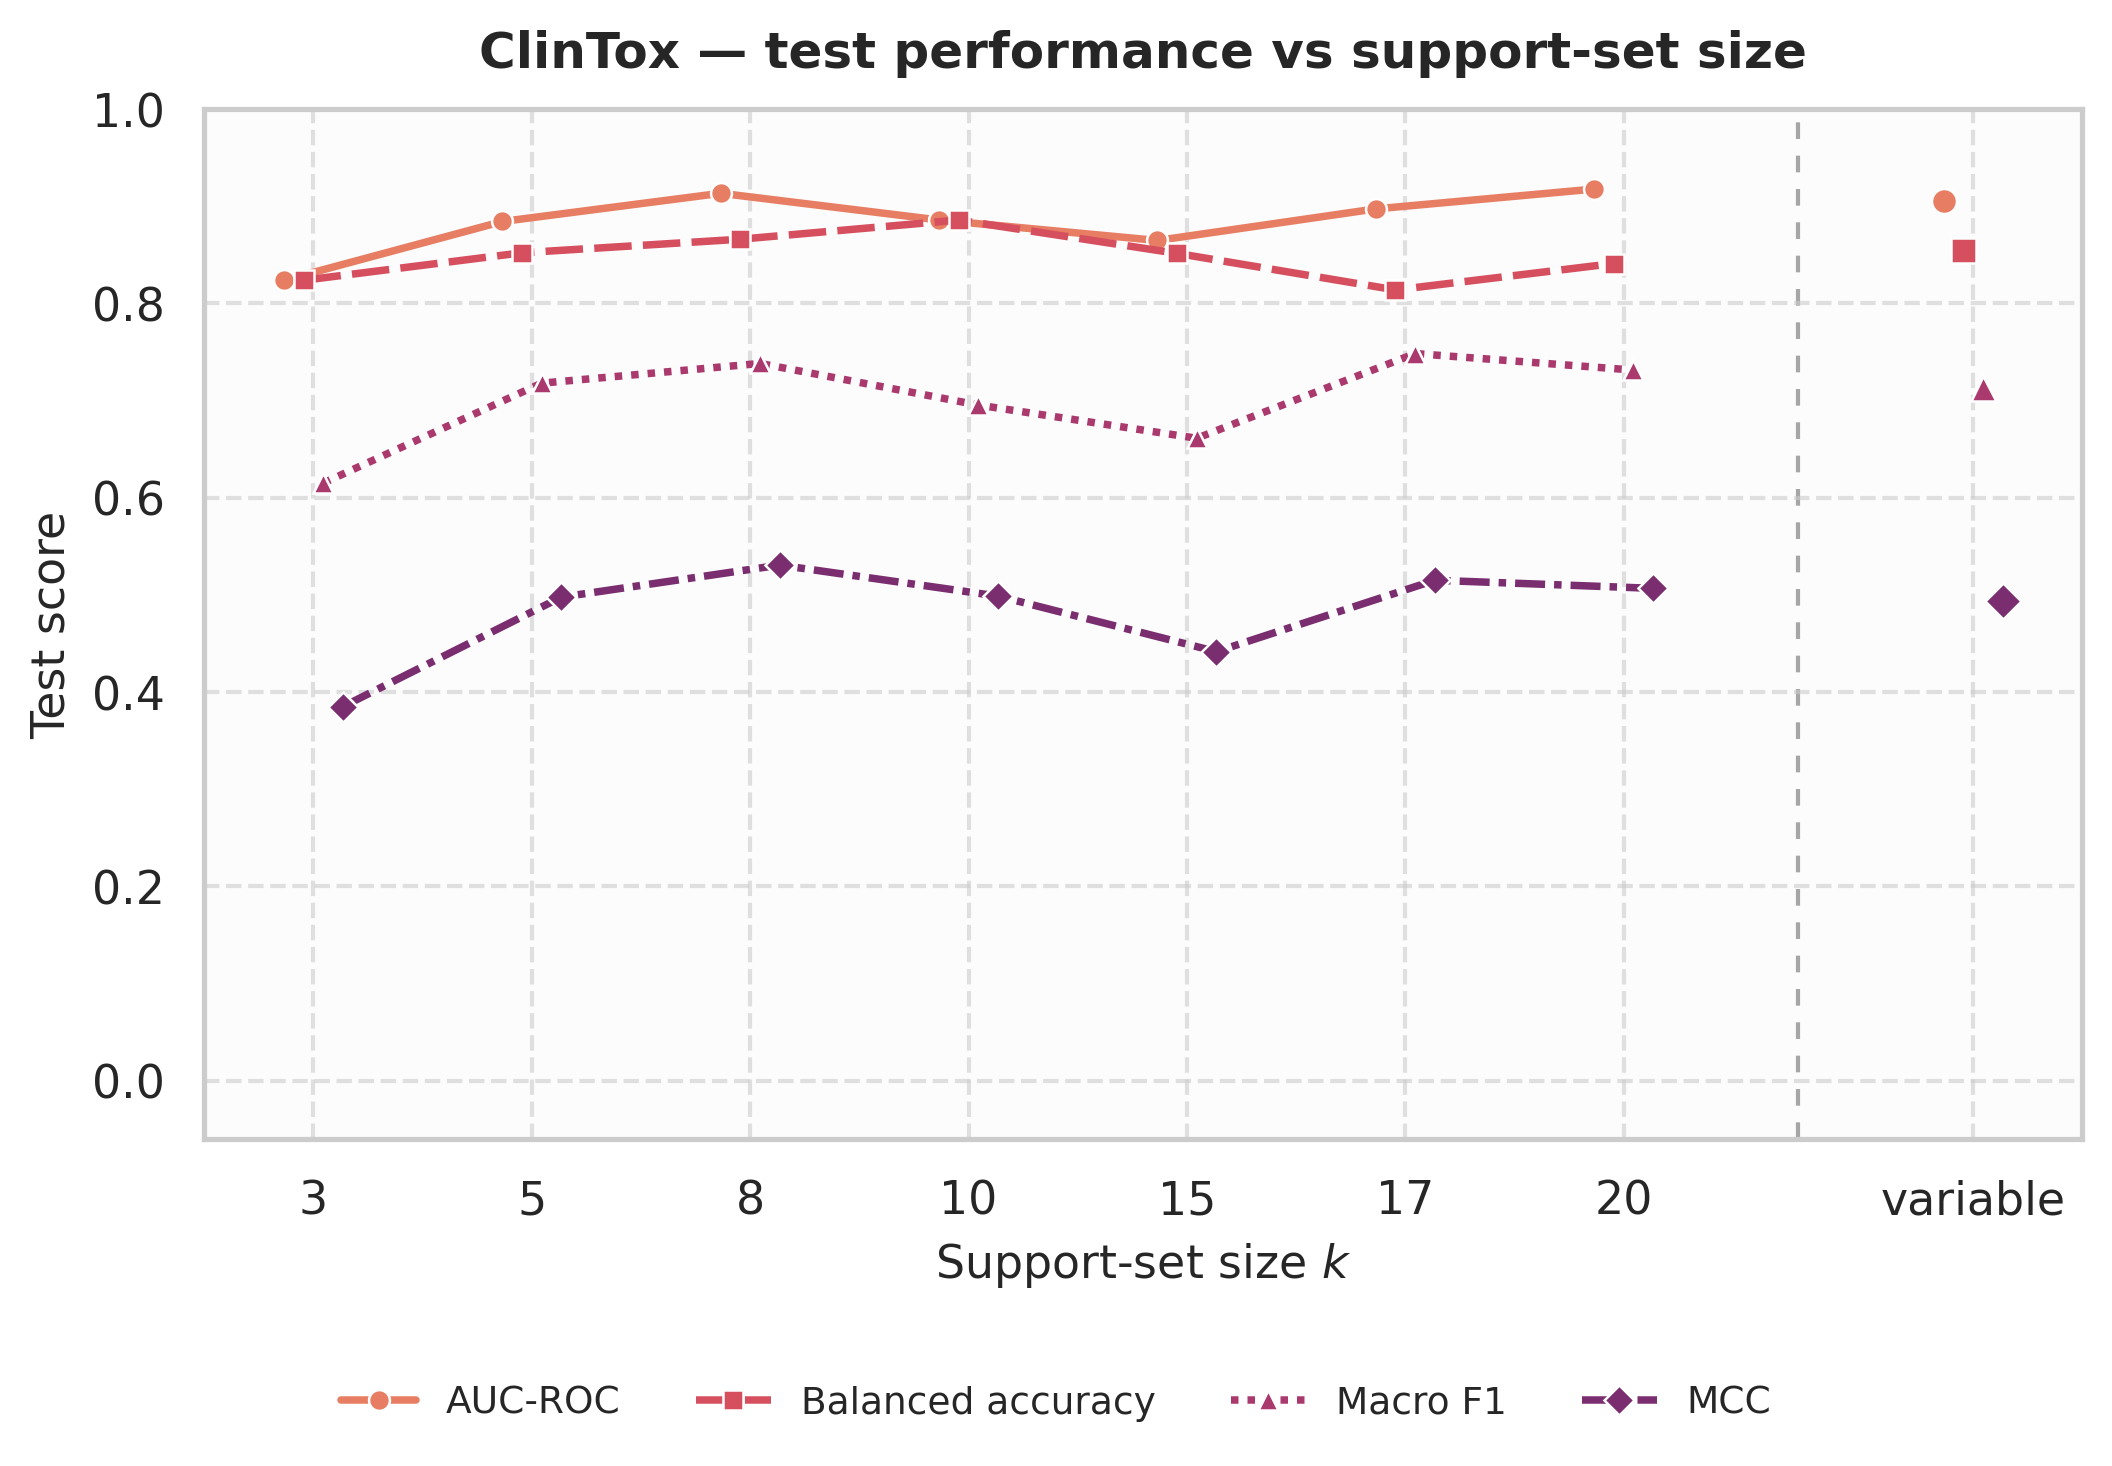 ClinTox — test performance vs support-set size
1.0
0.8
0.6
0.4
0.2
0.0
Test score
3 5 8 10 15 17 20 variable
Support-set size k
AUC-ROC Balanced accuracy Macro F1 MCC